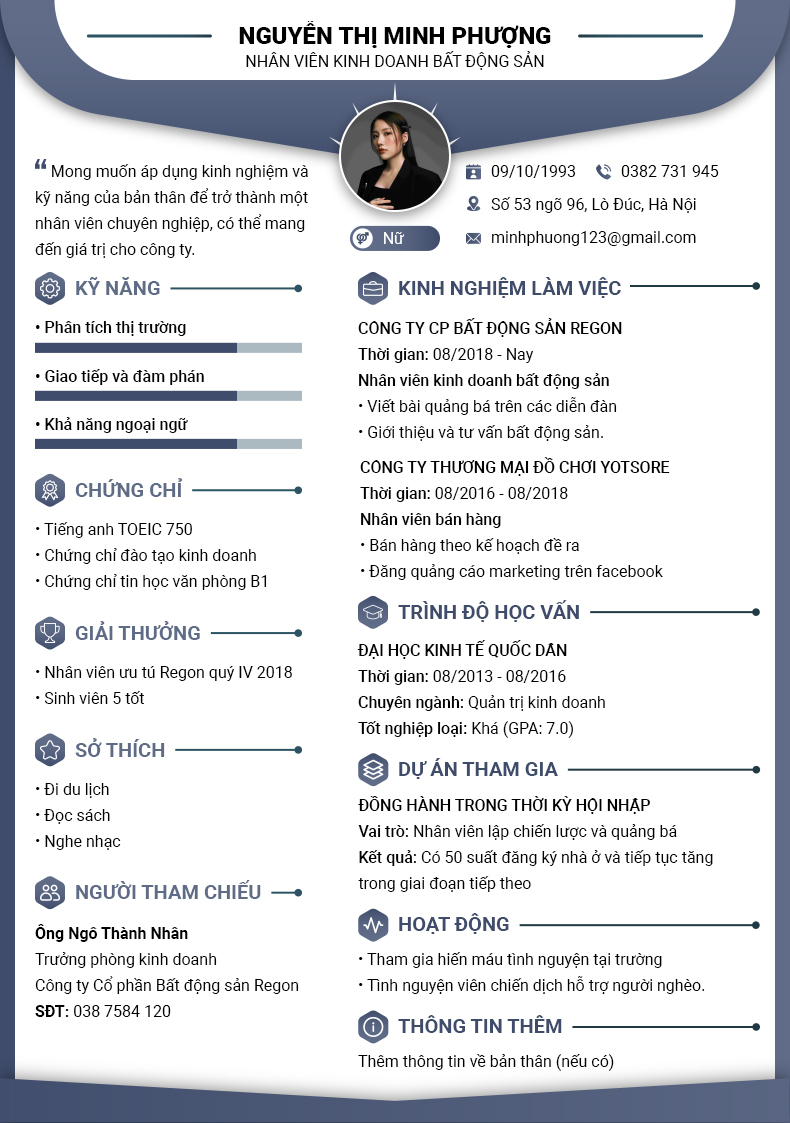 NGUYỄN THỊ MINH PHƯỢNG
NHÂN VIÊN KINH DOANH BẤT ĐỘNG SẢN
“ Mong muốn áp dụng kinh nghiệm và
kỹ năng của bản thân để trở thành một
nhân viên chuyên nghiệp, có thể mang
đến giá trị cho công ty.
Nữ
09/10/1993
0382 731 945
Số 53 ngõ 96, Lò Đúc, Hà Nội
minhphuong123@gmail.com
KỸ NĂNG
• Phân tích thị trường
• Giao tiếp và đàm phán
• Khả năng ngoại ngữ
CHỨNG CHỈ
• Tiếng anh TOEIC 750
• Chứng chỉ đào tạo kinh doanh
• Chứng chỉ tin học văn phòng B1
GIẢI THƯỞNG
• Nhân viên ưu tú Regon quý IV 2018
• Sinh viên 5 tốt
SỞ THÍCH
• Đi du lịch
• Đọc sách
• Nghe nhạc
NGƯỜI THAM CHIẾU
Ông Ngô Thành Nhân
Trưởng phòng kinh doanh
Công ty Cổ phần Bất động sản Regon
SĐT: 038 7584 120
KINH NGHIỆM LÀM VIỆC
CÔNG TY CP BẤT ĐỘNG SẢN REGON
Thời gian: 08/2018 - Nay
Nhân viên kinh doanh bất động sản
• Viết bài quảng bá trên các diễn đàn
• Giới thiệu và tư vấn bất động sản.
CÔNG TY THƯƠNG MẠI ĐỒ CHƠI YOTSORE
Thời gian: 08/2016 - 08/2018
Nhân viên bán hàng
• Bán hàng theo kế hoạch đề ra
• Đăng quảng cáo marketing trên facebook
TRÌNH ĐỘ HỌC VẤN
ĐẠI HỌC KINH TẾ QUỐC DÂN
Thời gian: 08/2013 - 08/2016
Chuyên ngành: Quản trị kinh doanh
Tốt nghiệp loại: Khá (GPA: 7.0)
DỰ ÁN THAM GIA
ĐỒNG HÀNH TRONG THỜI KỲ HỘI NHẬP
Vai trò: Nhân viên lập chiến lược và quảng bá
Kết quả: Có 50 suất đăng ký nhà ở và tiếp tục tăng
trong giai đoạn tiếp theo
HOẠT ĐỘNG
• Tham gia hiến máu tình nguyện tại trường
• Tình nguyện viên chiến dịch hỗ trợ người nghèo.
THÔNG TIN THÊM
Thêm thông tin về bản thân (nếu có)